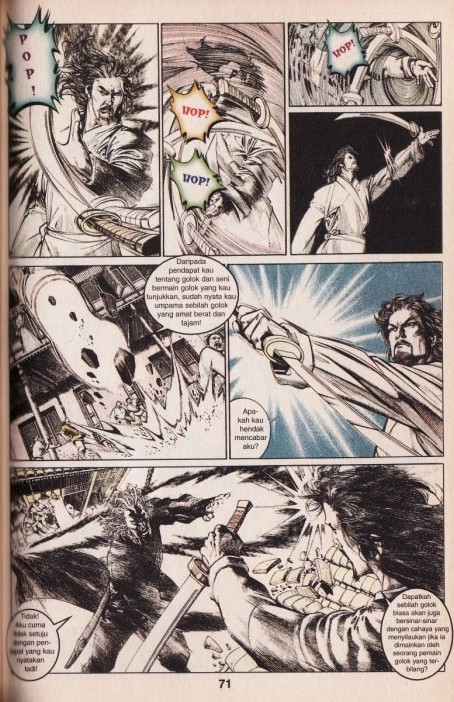 POP!
WOP!
WOP!
WOP!
Daripada
pendapat kau
tentang golok dan seni
bermain golok yang kau
tunjukkan, sudah nyata kau
umpama sebilah golok
yang amat berat dan
tajam!
Apa-
kah kau
hendak
mencabar
aku?
Tidak!
Aku cuma
tidak setuju
dengan pen-
dapat yang kau
nyatakan
tadi!
Dapatkah
sebilah golok
biasa akan juga
bersinar-sinar
dengan cahaya yang
menyilaukan jika ia
dimainkan oleh
seorang pemain
golok yang ter-
bilang?
71